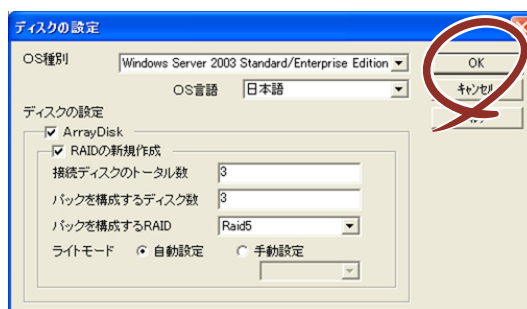 ディスクの設定
OS種別
Windows Server 2003 Standard/Enterprise Edition
OK
OS言語
日本語
キャンセル
ディスクの設定
ArrayDisk
RAIDの新規作成
接続ディスクのトータル数
3
パックを構成するディスク数
3
パックを構成するRAID
Raid5
ライトモード
自動設定
手動設定